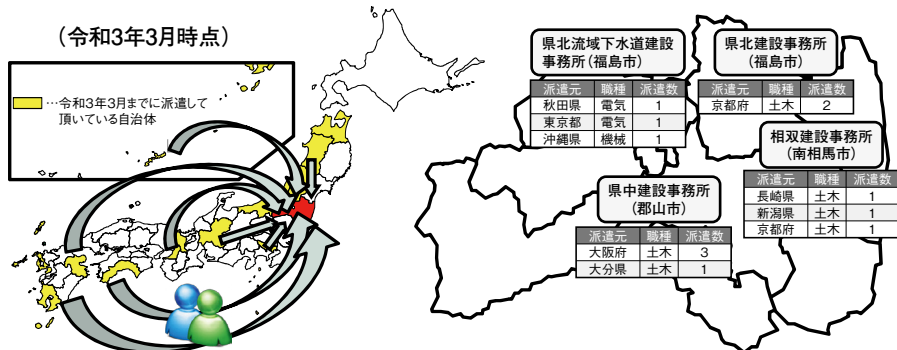 (令和3年3月時点)
…令和3年3月までに派遣して
頂いている自治体
県北流域下水道建設
事務所(福島市)
派遣元 職種 派遣数
秋田県 電気 1
東京都 電気 1
沖縄県 機械 1
県北建設事務所
(福島市)
派遣元 職種 派遣数
京都府 土木 2
相双建設事務所
(南相馬市)
派遣元 職種 派遣数
長崎県 土木 1
新潟県 土木 1
京都府 土木 1
県中建設事務所
(郡山市)
派遣元 職種 派遣数
大阪府 土木 3
大分県 土木 1